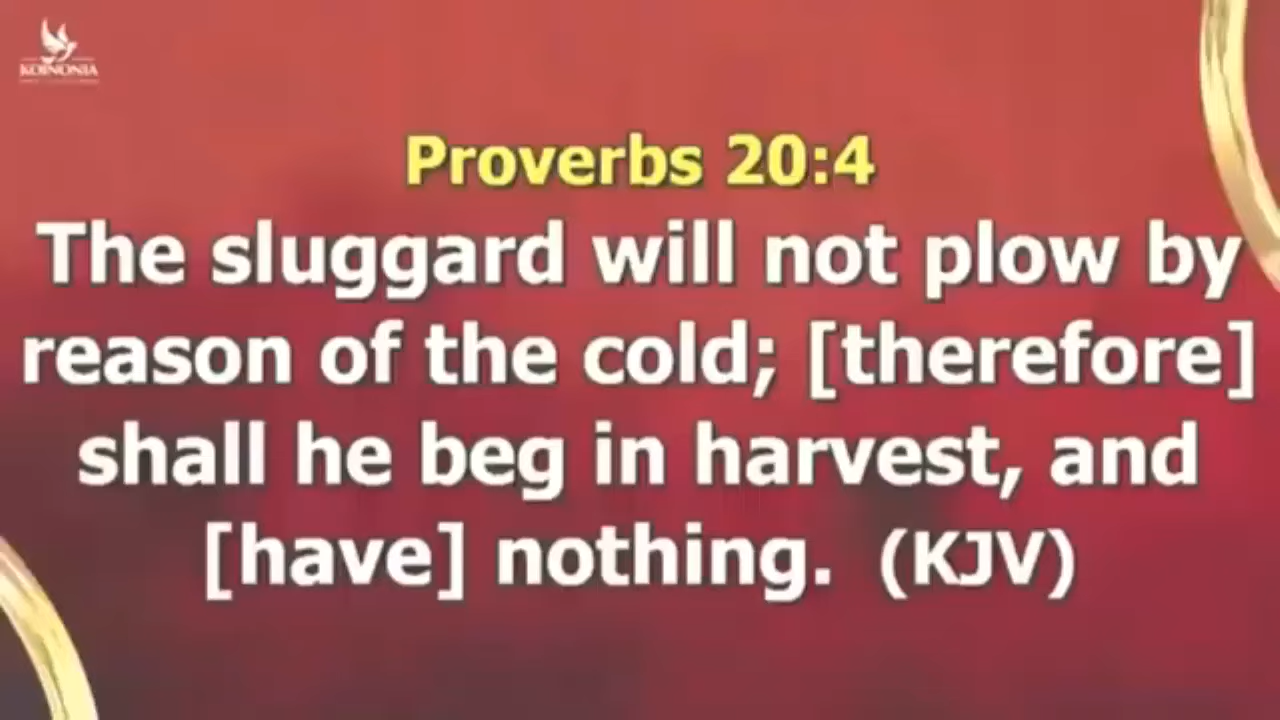 KOINONIA
Proverbs 20:4
The sluggard will not plow by
reason of the cold; [therefore]
shall he beg in harvest, and
[have] nothing. (KJV)